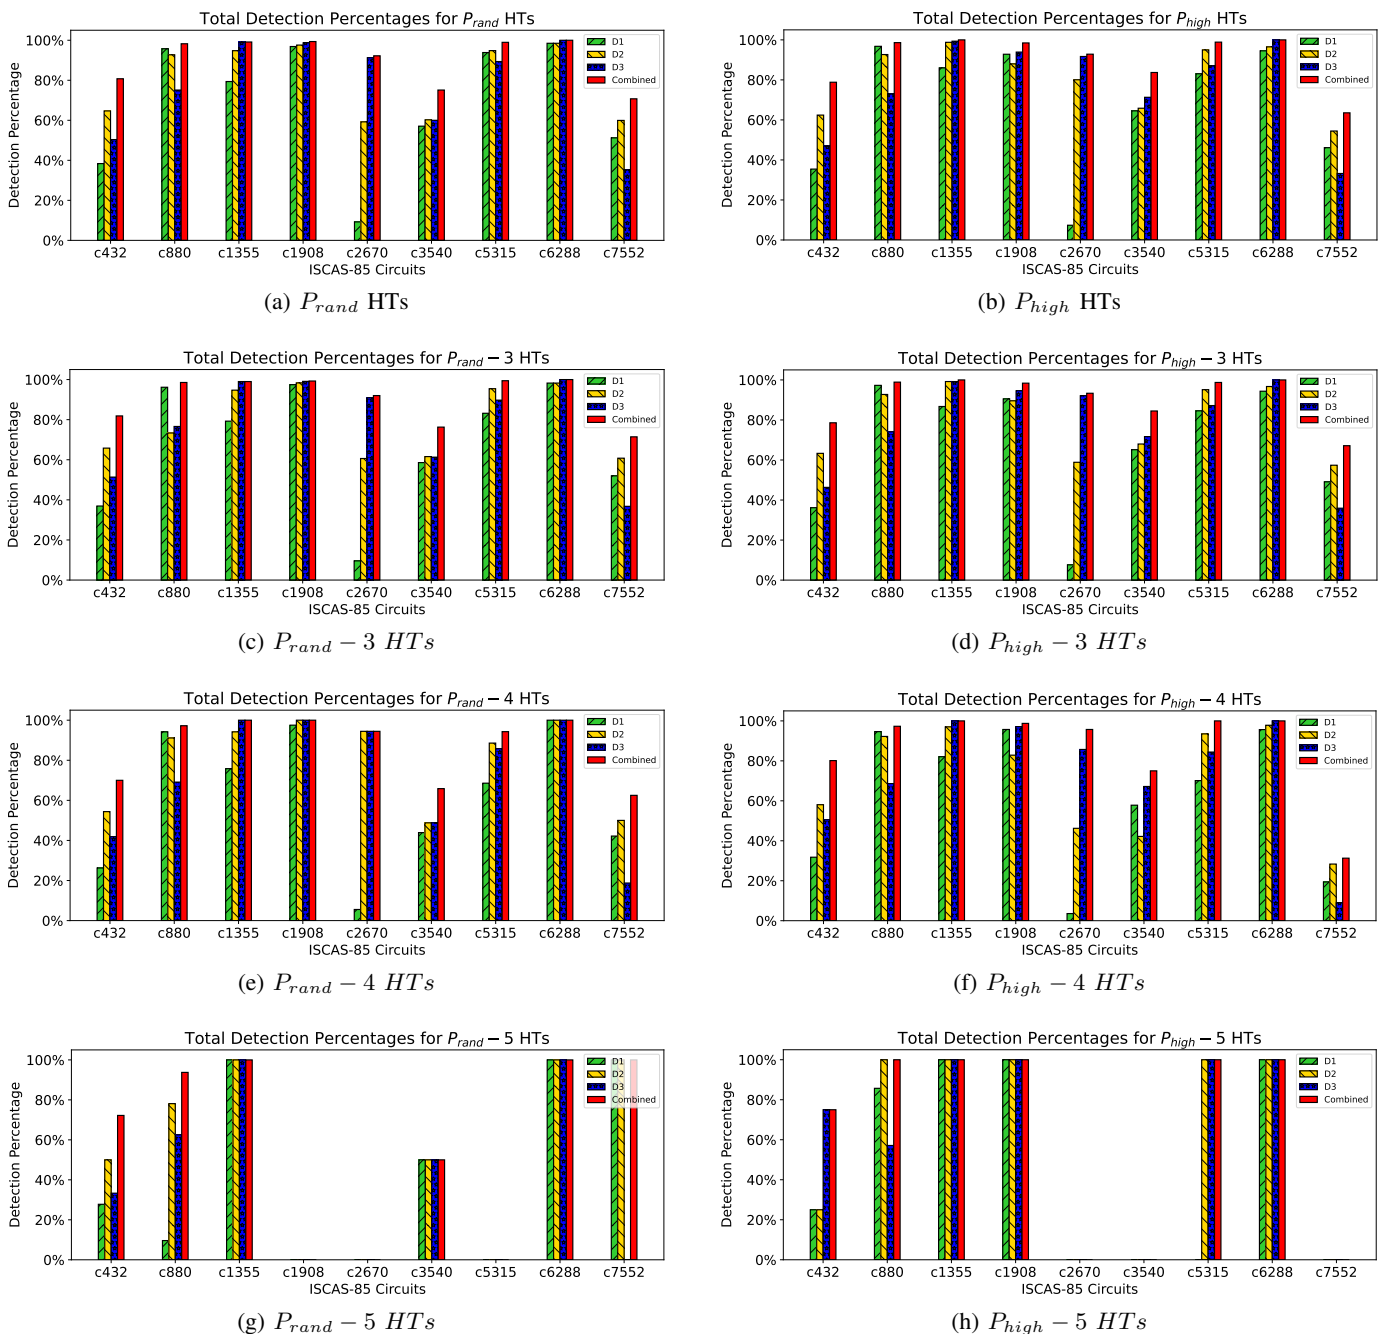 Total Detection Percentages for P_rand HTs
Detection Percentage
100%
80%
60%
40%
20%
0%
D1
D2
D3
Combined
c432 c880 c1355 c1908 c2670 c3540 c5315 c6288 c7552
ISCAS-85 Circuits
(a) P_rand HTs
Total Detection Percentages for P_high HTs
Detection Percentage
100%
80%
60%
40%
20%
0%
D1
D2
D3
Combined
c432 c880 c1355 c1908 c2670 c3540 c5315 c6288 c7552
ISCAS-85 Circuits
(b) P_high HTs
Total Detection Percentages for P_rand − 3 HTs
Detection Percentage
100%
80%
60%
40%
20%
0%
D1
D2
D3
Combined
c432 c880 c1355 c1908 c2670 c3540 c5315 c6288 c7552
ISCAS-85 Circuits
(c) P_rand − 3 HTs
Total Detection Percentages for P_high − 3 HTs
Detection Percentage
100%
80%
60%
40%
20%
0%
D1
D2
D3
Combined
c432 c880 c1355 c1908 c2670 c3540 c5315 c6288 c7552
ISCAS-85 Circuits
(d) P_high − 3 HTs
Total Detection Percentages for P_rand − 4 HTs
Detection Percentage
100%
80%
60%
40%
20%
0%
D1
D2
D3
Combined
c432 c880 c1355 c1908 c2670 c3540 c5315 c6288 c7552
ISCAS-85 Circuits
(e) P_rand − 4 HTs
Total Detection Percentages for P_high − 4 HTs
Detection Percentage
100%
80%
60%
40%
20%
0%
D1
D2
D3
Combined
c432 c880 c1355 c1908 c2670 c3540 c5315 c6288 c7552
ISCAS-85 Circuits
(f) P_high − 4 HTs
Total Detection Percentages for P_rand − 5 HTs
Detection Percentage
100%
80%
60%
40%
20%
0%
D1
D2
D3
Combined
c432 c880 c1355 c1908 c2670 c3540 c5315 c6288 c7552
ISCAS-85 Circuits
(g) P_rand − 5 HTs
Total Detection Percentages for P_high − 5 HTs
Detection Percentage
100%
80%
60%
40%
20%
0%
D1
D2
D3
Combined
c432 c880 c1355 c1908 c2670 c3540 c5315 c6288 c7552
ISCAS-85 Circuits
(h) P_high − 5 HTs